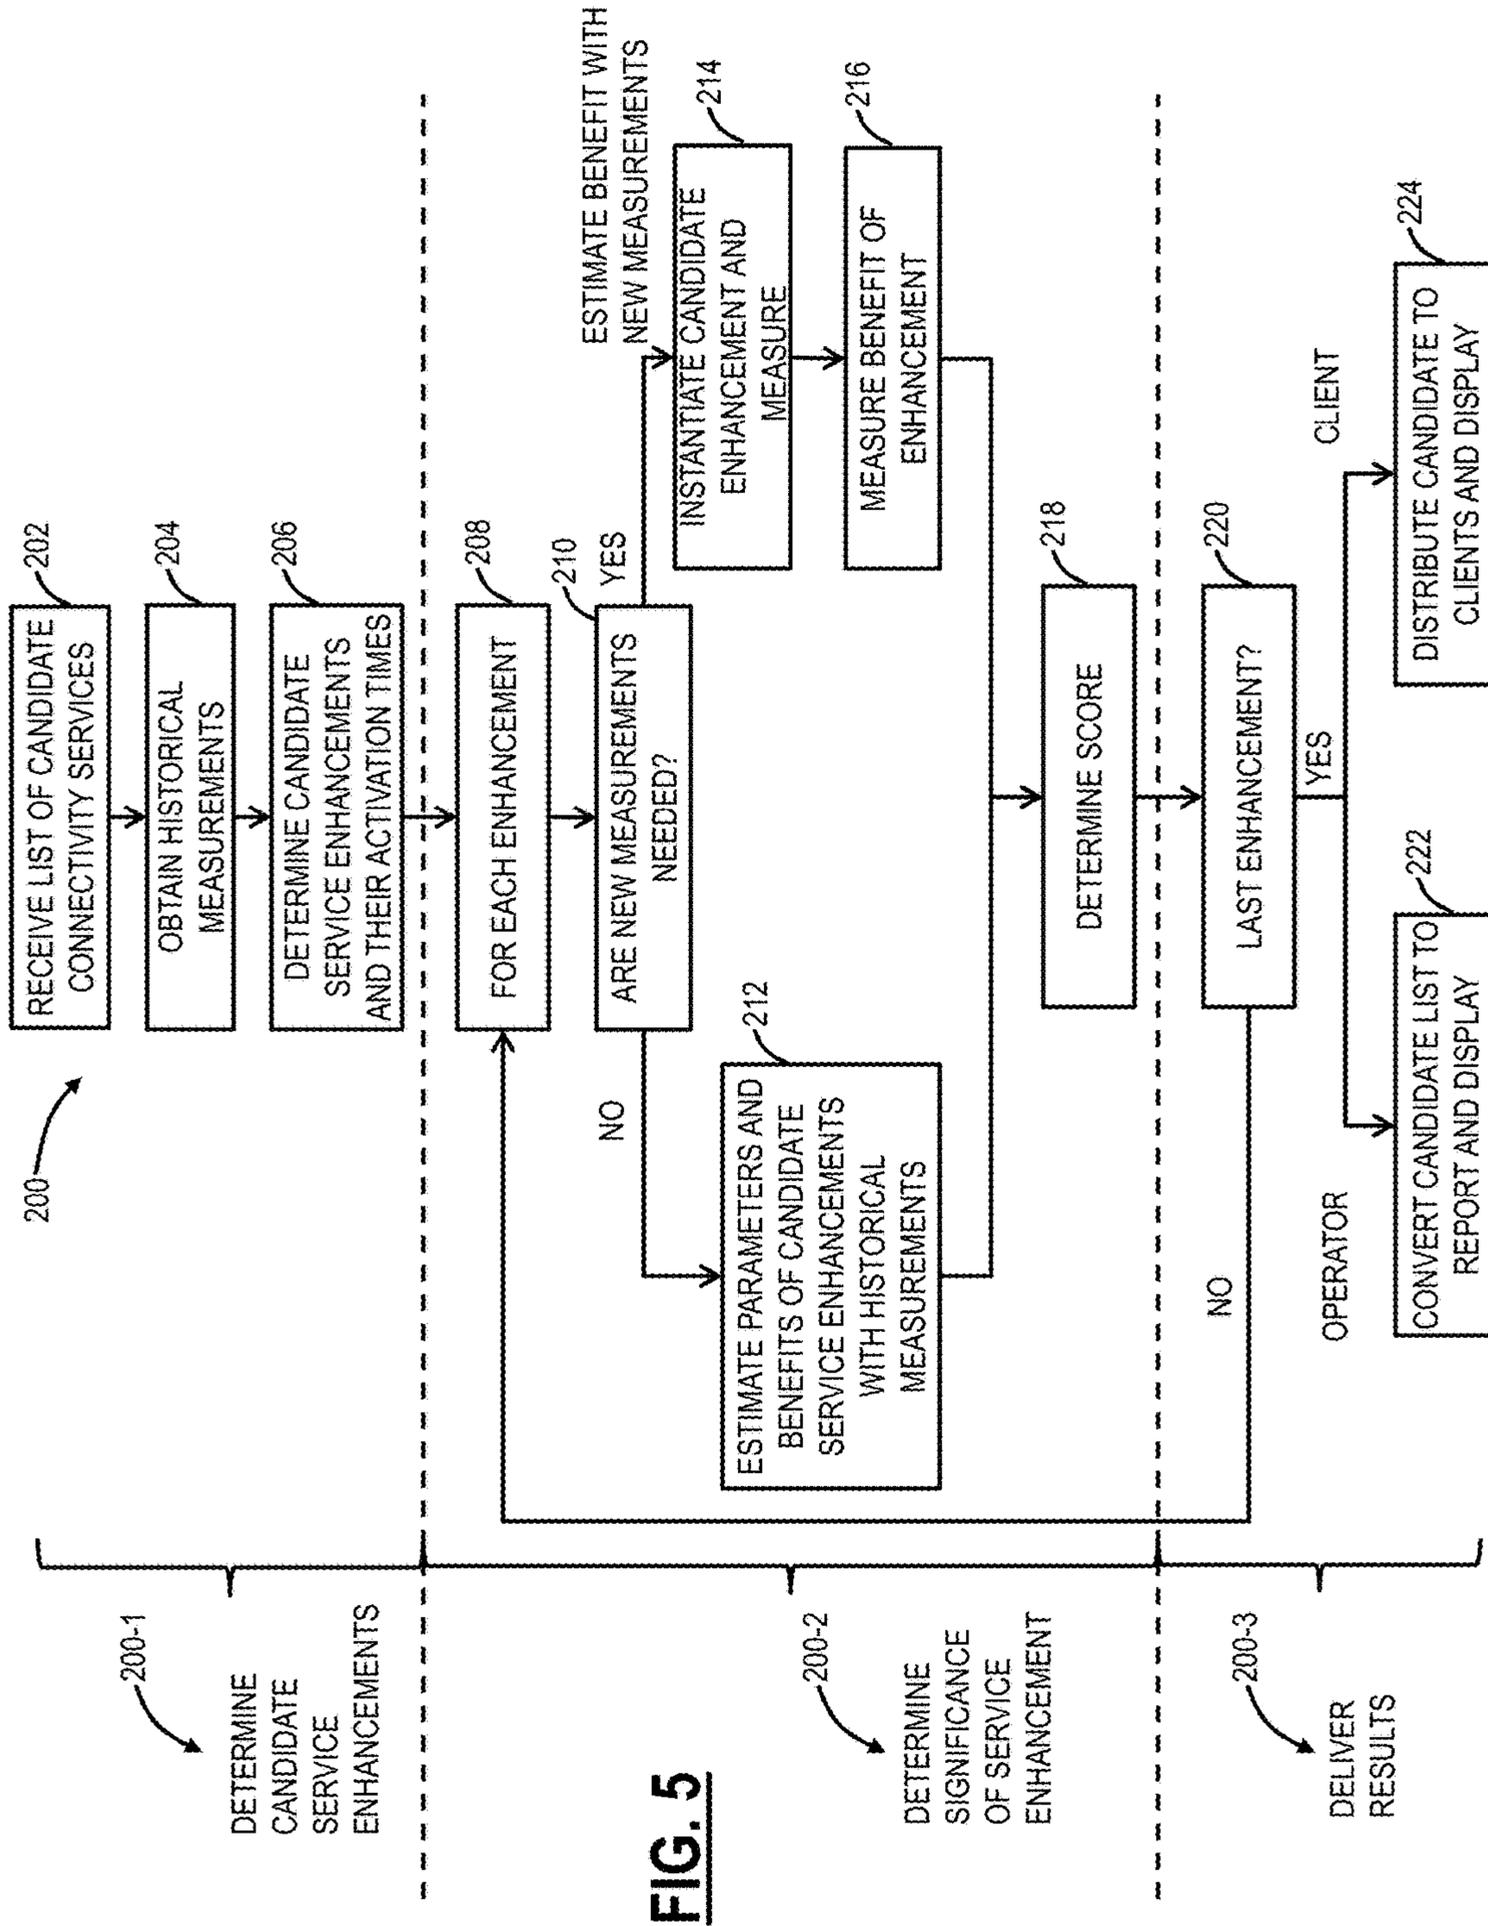 200
RECEIVE LIST OF CANDIDATE
CONNECTIVITY SERVICES
202
OBTAIN HISTORICAL
MEASUREMENTS
204
DETERMINE CANDIDATE
SERVICE ENHANCEMENTS
AND THEIR ACTIVATION TIMES
206
200-1
DETERMINE
CANDIDATE
SERVICE
ENHANCEMENTS
FOR EACH ENHANCEMENT
208
ARE NEW MEASUREMENTS
NEEDED?
210
NO
YES
ESTIMATE BENEFIT WITH
NEW MEASUREMENTS
ESTIMATE PARAMETERS AND
BENEFITS OF CANDIDATE
SERVICE ENHANCEMENTS
WITH HISTORICAL
MEASUREMENTS
212
INSTANTIATE CANDIDATE
ENHANCEMENT AND
MEASURE
214
MEASURE BENEFIT OF
ENHANCEMENT
216
200-2
DETERMINE
SIGNIFICANCE
OF SERVICE
ENHANCEMENT
DETERMINE SCORE
218
LAST ENHANCEMENT?
220
NO
YES
200-3
DELIVER
RESULTS
OPERATOR
CLIENT
CONVERT CANDIDATE LIST TO
REPORT AND DISPLAY
222
DISTRIBUTE CANDIDATE TO
CLIENTS AND DISPLAY
224
FIG. 5